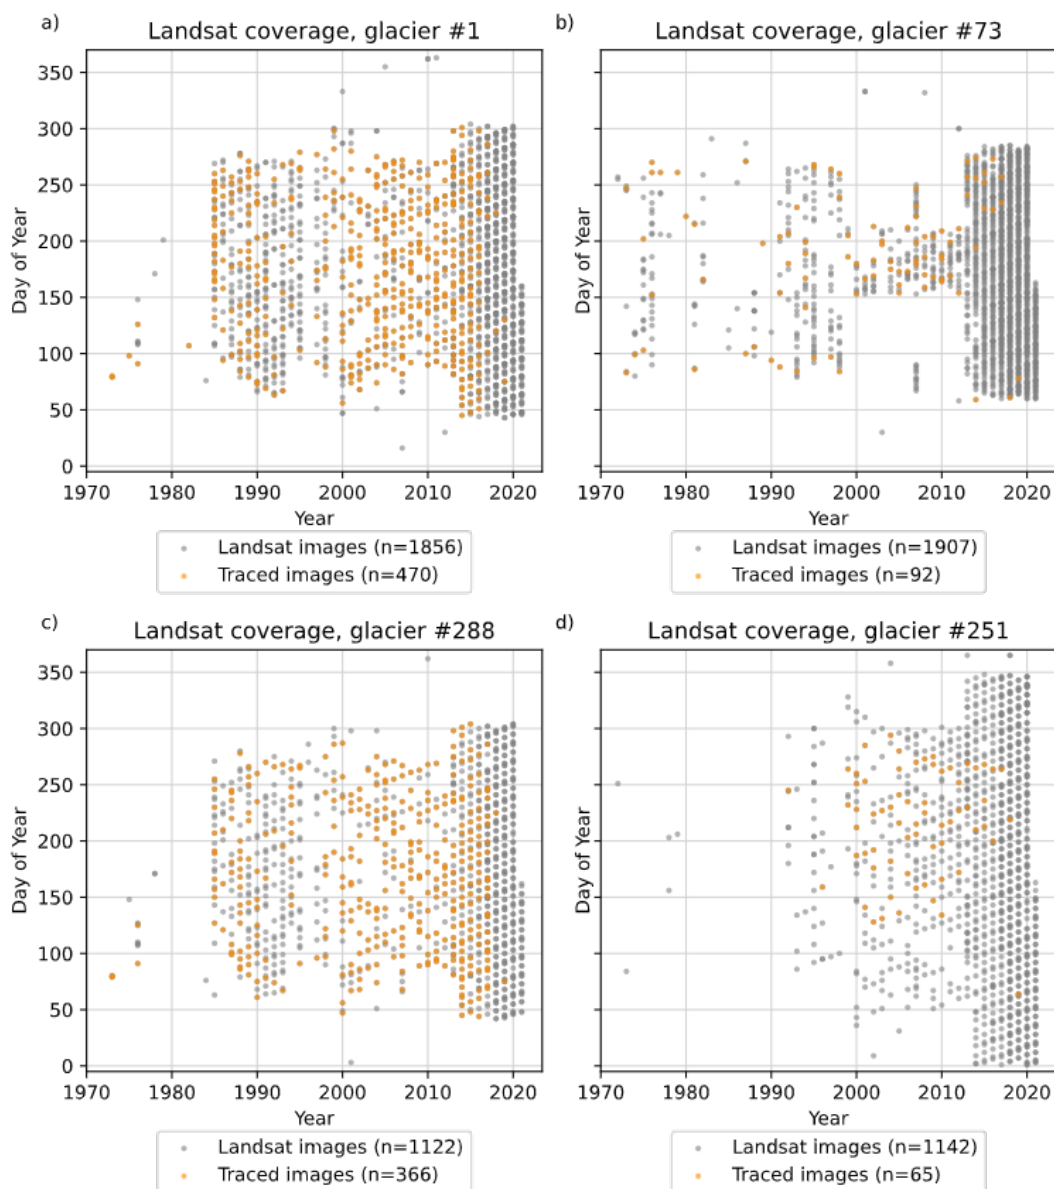 a)
Landsat coverage, glacier #1
350
300
250
200
150
100
50
0
Day of Year
1970 1980 1990 2000 2010 2020
Year
Landsat images (n=1856)
Traced images (n=470)
b)
Landsat coverage, glacier #73
Day of Year
1970 1980 1990 2000 2010 2020
Year
Landsat images (n=1907)
Traced images (n=92)
c)
Landsat coverage, glacier #288
350
300
250
200
150
100
50
0
Day of Year
1970 1980 1990 2000 2010 2020
Year
Landsat images (n=1122)
Traced images (n=366)
d)
Landsat coverage, glacier #251
Day of Year
1970 1980 1990 2000 2010 2020
Year
Landsat images (n=1142)
Traced images (n=65)